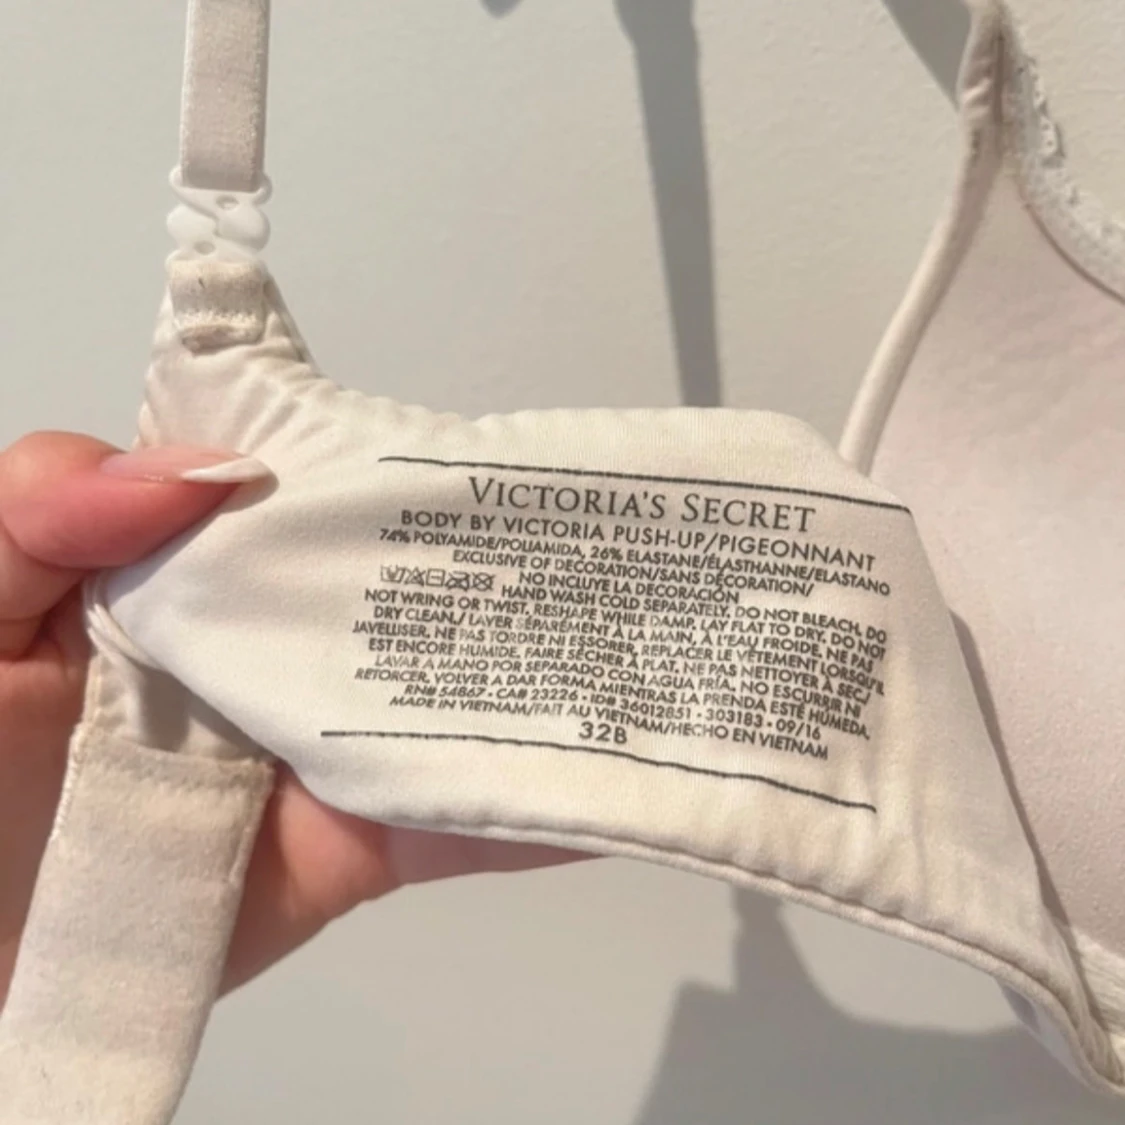 VICTORIA'S SECRET
BODY BY VICTORIA PUSH-UP/PIGEONNANT
74% POLYAMIDE/POLIAMIDA, 26% ELASTANE/ÉLASTHANNE/ELASTANO
EXCLUSIVE OF DECORATION/SANS DÉCORATION/
NO INCLUYE LA DECORACIÓN
HAND WASH COLD SEPARATELY. DO NOT BLEACH. DO
NOT WRING OR TWIST. RESHAPE WHILE DAMP. LAY FLAT TO DRY. DO NOT
DRY CLEAN./ LAVER SÉPARÉMENT À LA MAIN, À L'EAU FROIDE. NE PAS
JAVELLISER. NE PAS TORDRE NI ESSORER. REPLACER LE VÊTEMENT LORSQU'IL
EST ENCORE HUMIDE. FAIRE SÉCHER À PLAT. NE PAS NETTOYER À SEC/
LAVAR A MANO POR SEPARADO CON AGUA FRÍA. NO ESCURRIR NI
RETORCER. VOLVER A DAR FORMA MIENTRAS LA PRENDA ESTÉ HÚMEDA.
RN# 54867 • CA# 23226 • ID# 36012851 • 303183 • 09/16
MADE IN VIETNAM/FAIT AU VIETNAM/HECHO EN VIETNAM
32B